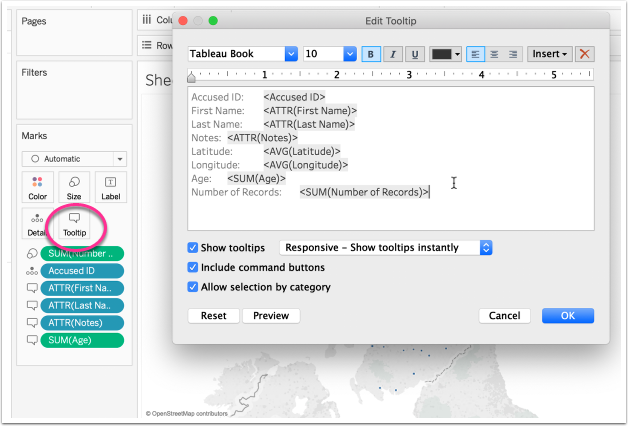 Pages
Filters
Marks
Automatic
Color
Size
Label
Detail
Tooltip
SUM(Number ..
Accused ID
ATTR(First Na..
ATTR(Last Na..
ATTR(Notes)
SUM(Age)
iii Colu
Row
Shee
Edit Tooltip
Tableau Book
10
B I U
Insert
1 2 3 4 5
Accused ID: <Accused ID>
First Name: <ATTR(First Name)>
Last Name: <ATTR(Last Name)>
Notes: <ATTR(Notes)>
Latitude: <AVG(Latitude)>
Longitude: <AVG(Longitude)>
Age: <SUM(Age)>
Number of Records: <SUM(Number of Records)>
Show tooltips
Responsive – Show tooltips instantly
Include command buttons
Allow selection by category
Reset
Preview
Cancel
OK
© OpenStreetMap contributors